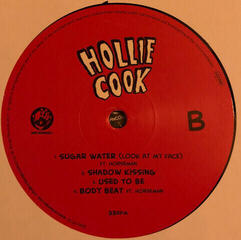 HOLLIE
COOK
B
SUGAR WATER (LOOK AT MY FACE)
FT. HORSEMAN
SHADOW KISSING
USED TO BE
BODY BEAT FT. HORSEMAN
33RPM